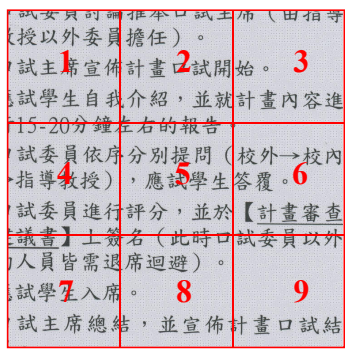 試委員討論推舉口試主席（由指導
教授以外委員擔任）。
試主席宣佈計畫口試開始。
試學生自我介紹，並就計畫內容進
15-20分鐘左右的報告。
試委員依序分別提問（校外→校內
→指導教授），應試學生答覆。
試委員進行評分，並於【計畫審查
議書】上簽名（此時口試委員以外
人員皆需退席迴避）。
試學生入席。
試主席總結，並宣佈計畫口試結
1 2 3
4 5 6
7 8 9